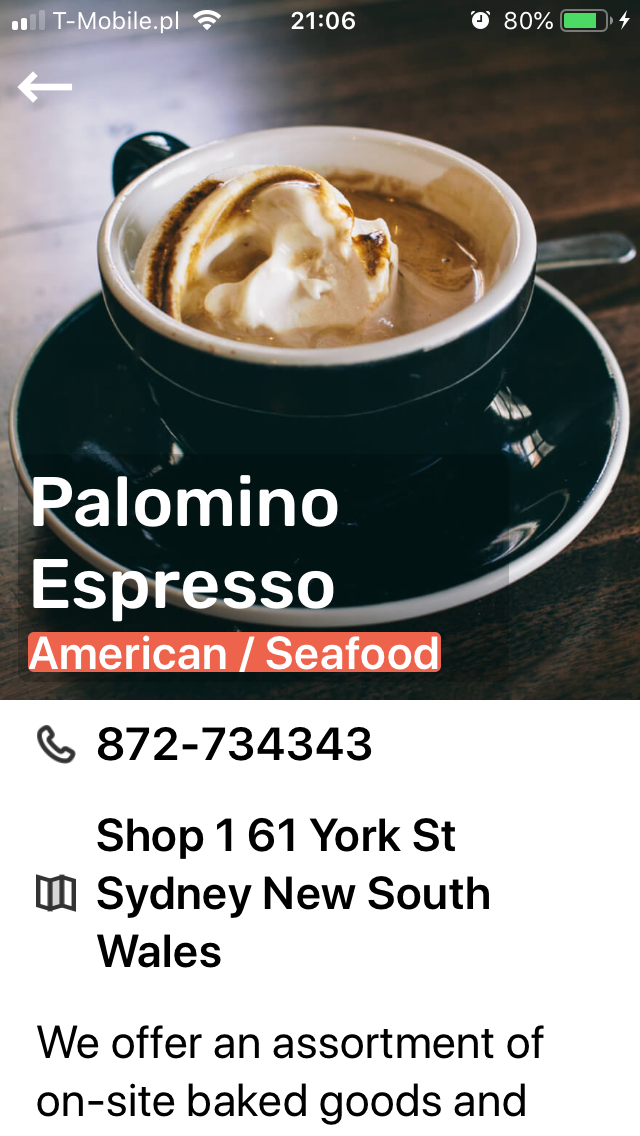 T-Mobile.pl 21:06 80%
Palomino
Espresso
American / Seafood
872-734343
Shop 1 61 York St
Sydney New South
Wales
We offer an assortment of
on-site baked goods and